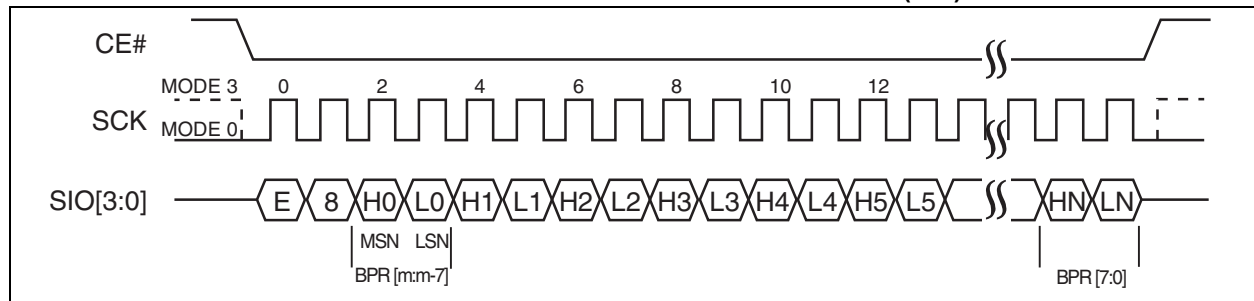 CE#
MODE 3 0 2 4 6 8 10 12
SCK
MODE 0
SIO[3:0] E 8 H0 L0 H1 L1 H2 L2 H3 L3 H4 L4 H5 L5 HN LN
MSN LSN
BPR [m:m-7] BPR [7:0]